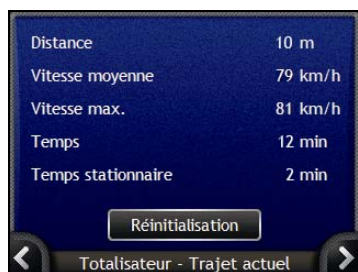 Distance 10 m
Vitesse moyenne 79 km/h
Vitesse max. 81 km/h
Temps 12 min
Temps stationnaire 2 min
Réinitialisation
Totalisateur - Trajet actuel